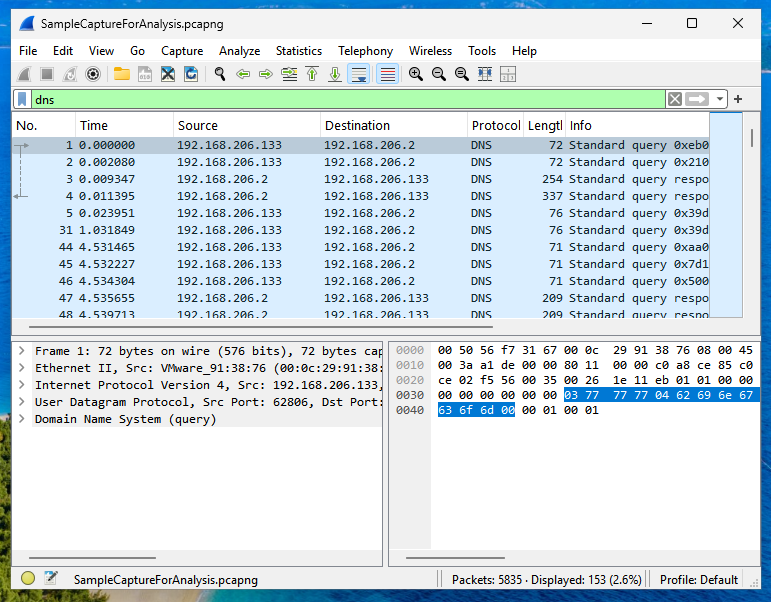 SampleCaptureForAnalysis.pcapng
File Edit View Go Capture Analyze Statistics Telephony Wireless Tools Help
dns
No. Time Source Destination Protocol Lengtl Info
1 0.000000 192.168.206.133 192.168.206.2 DNS 72 Standard query 0xeb0
2 0.002080 192.168.206.133 192.168.206.2 DNS 72 Standard query 0x210
3 0.009347 192.168.206.2 192.168.206.133 DNS 254 Standard query respo
4 0.011395 192.168.206.2 192.168.206.133 DNS 337 Standard query respo
5 0.023951 192.168.206.133 192.168.206.2 DNS 76 Standard query 0x39d
31 1.031849 192.168.206.133 192.168.206.2 DNS 76 Standard query 0x39d
44 4.531465 192.168.206.133 192.168.206.2 DNS 71 Standard query 0xaa0
45 4.532227 192.168.206.133 192.168.206.2 DNS 71 Standard query 0x7d1
46 4.534304 192.168.206.133 192.168.206.2 DNS 71 Standard query 0x500
47 4.535655 192.168.206.2 192.168.206.133 DNS 209 Standard query respo
48 4.539713 192.168.206.2 192.168.206.133 DNS 209 Standard query respo
Frame 1: 72 bytes on wire (576 bits), 72 bytes cap
Ethernet II, Src: VMware_91:38:76 (00:0c:29:91:38:
Internet Protocol Version 4, Src: 192.168.206.133,
User Datagram Protocol, Src Port: 62806, Dst Port:
Domain Name System (query)
0000 00 50 56 f7 31 67 00 0c 29 91 38 76 08 00 45
0010 00 3a a1 de 00 00 80 11 00 00 c0 a8 ce 85 c0
0020 ce 02 f5 56 00 35 00 26 1e 11 eb 01 01 00 00
0030 00 00 00 00 00 00 03 77 77 77 04 62 69 6e 67
0040 63 6f 6d 00 00 01 00 01
SampleCaptureForAnalysis.pcapng
Packets: 5835 · Displayed: 153 (2.6%)
Profile: Default